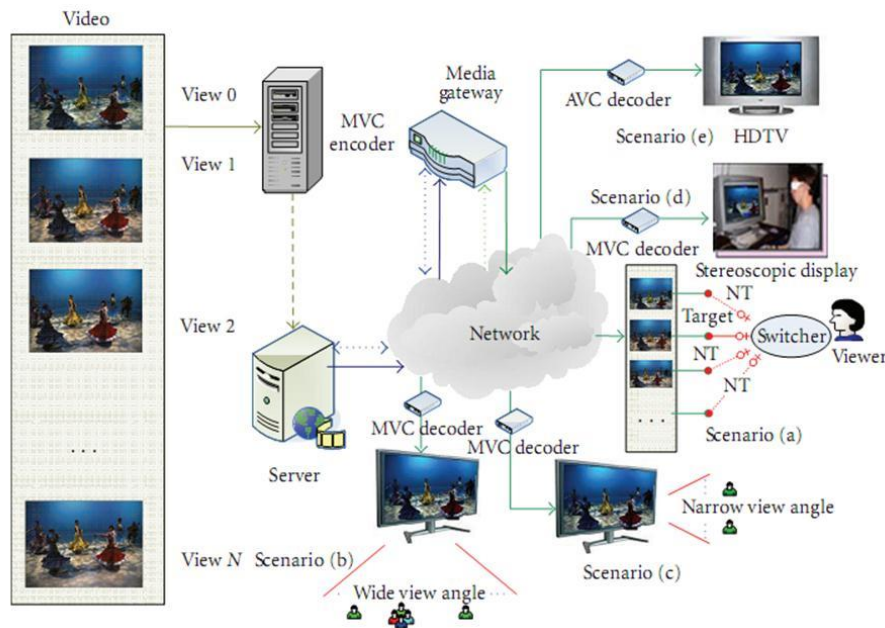 Video
View 0
View 1
View 2
. . .
View N
MVC
encoder
Media
gateway
AVC decoder
Scenario (e)
HDTV
Scenario (d)
MVC decoder
Stereoscopic display
Network
NT
Target
NT
NT
Switcher
Viewer
. . .
Scenario (a)
Server
MVC decoder
MVC decoder
Scenario (b)
Wide view angle
Scenario (c)
Narrow view angle